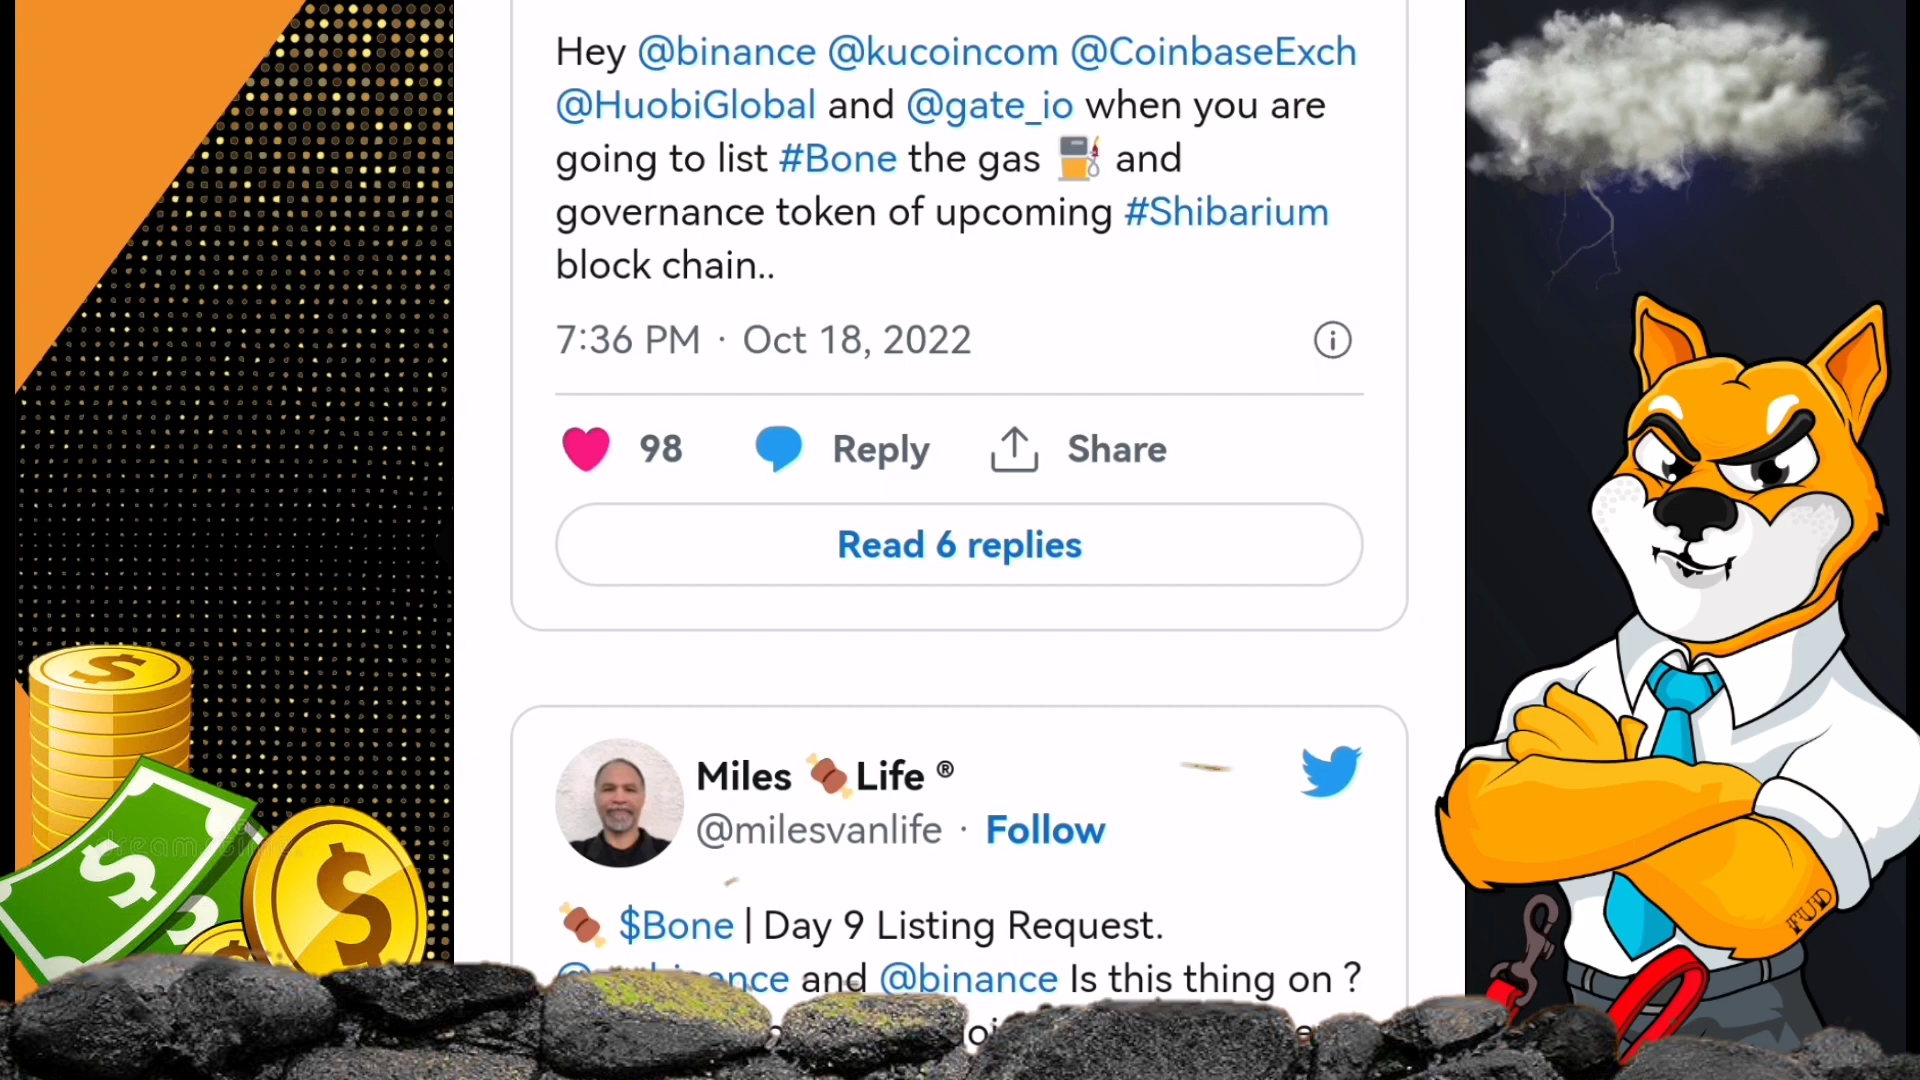 Hey @binance @kucoincom @CoinbaseExch
@HuobiGlobal and @gate_io when you are
going to list #Bone the gas ⛽ and
governance token of upcoming #Shibarium
block chain..
7:36 PM · Oct 18, 2022
98 Reply Share
Read 6 replies
Miles 🍖Life ®
@milesvanlife · Follow
🍖 $Bone | Day 9 Listing Request.
and @binance Is this thing on ?
FUD